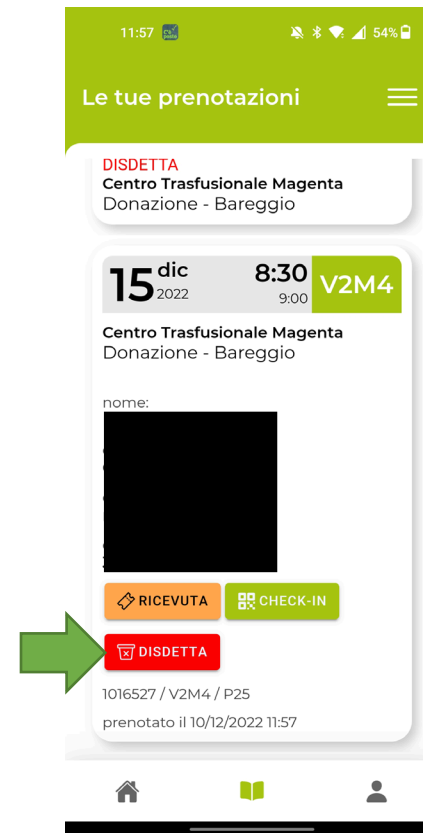 11:57 54%
Le tue prenotazioni
DISDETTA
Centro Trasfusionale Magenta
Donazione - Bareggio
15 dic 2022 8:30 9:00 V2M4
Centro Trasfusionale Magenta
Donazione - Bareggio
nome:
RICEVUTA CHECK-IN
DISDETTA
1016527 / V2M4 / P25
prenotato il 10/12/2022 11:57